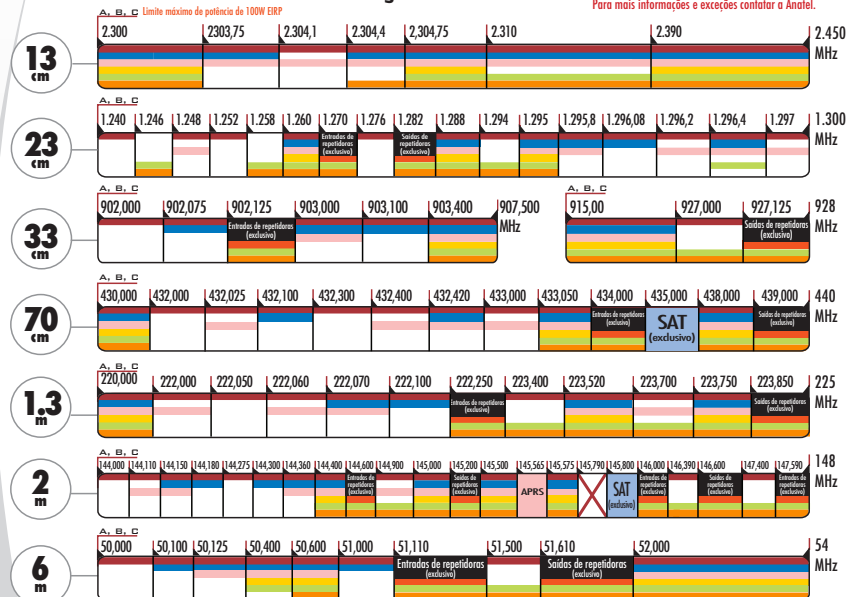 Para mais informações e exceções contatar a Anatel.
A, B, C Limite máximo de potência de 100W EIRP
13 cm
2.300 2303,75 2.304,1 2.304,4 2,304,75 2.310 2.390 2.450 MHz
A, B, C
23 cm
1.240 1.246 1.248 1.252 1.258 1.260 1.270 1.276 1.282 1.288 1.294 1.295 1.295,8 1.296,08 1.296,2 1.296,4 1.297 1.300 MHz
Entradas de repetidoras (exclusivo)
Saídas de repetidoras (exclusivo)
A, B, C
A, B, C
33 cm
902,000 902,075 902,125 903,000 903,100 903,400 907,500 MHz
915,00 927,000 927,125 928 MHz
Entradas de repetidoras (exclusivo)
Saídas de repetidoras (exclusivo)
A, B, C
70 cm
430,000 432,000 432,025 432,100 432,300 432,400 432,420 433,000 433,050 434,000 435,000 438,000 439,000 440 MHz
Entradas de repetidoras (exclusivo)
SAT (exclusivo)
Saídas de repetidoras (exclusivo)
A, B, C
1.3 m
220,000 222,000 222,050 222,060 222,070 222,100 222,250 223,400 223,520 223,700 223,750 223,850 225 MHz
Entradas de repetidoras (exclusivo)
Saídas de repetidoras (exclusivo)
A, B, C
2 m
144,000 144,110 144,150 144,180 144,275 144,300 144,360 144,400 144,600 144,900 145,000 145,200 145,500 145,565 145,575 145,790 145,800 146,000 146,390 146,600 147,400 147,590 148 MHz
Entradas de repetidoras (exclusivo)
Saídas de repetidoras (exclusivo)
APRS
SAT (exclusivo)
Entradas de repetidoras (exclusivo)
Saídas de repetidoras (exclusivo)
Entradas de repetidoras (exclusivo)
A, B, C
6 m
50,000 50,100 50,125 50,400 50,600 51,000 51,110 51,500 51,610 52,000 54 MHz
Entradas de repetidoras (exclusivo)
Saídas de repetidoras (exclusivo)